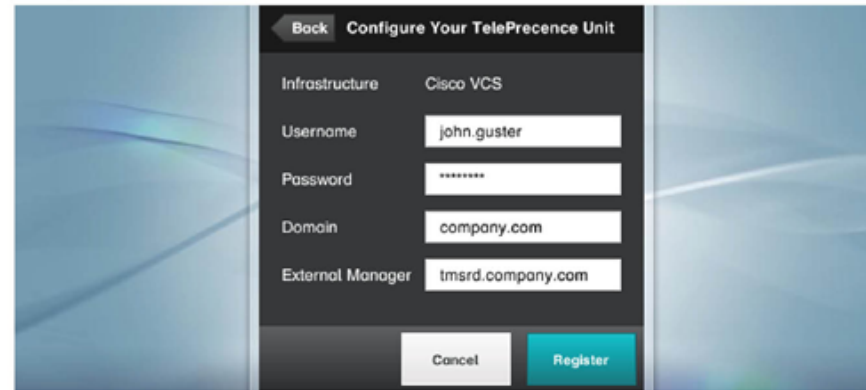 Back Configure Your TelePrecence Unit
Infrastructure Cisco VCS
Username john.guster
Password ********
Domain company.com
External Manager tmsrd.company.com
Cancel Register